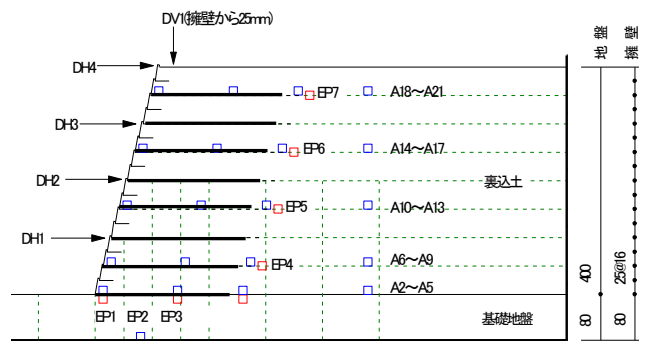 DV1(擁壁から25mm)
地盤
擁壁
DH4
EP7
A18～A21
DH3
EP6
A14～A17
DH2
裏込土
EP5
A10～A13
DH1
EP4
A6～A9
400
25@16
A2～A5
EP1 EP2 EP3
基礎地盤
80
80